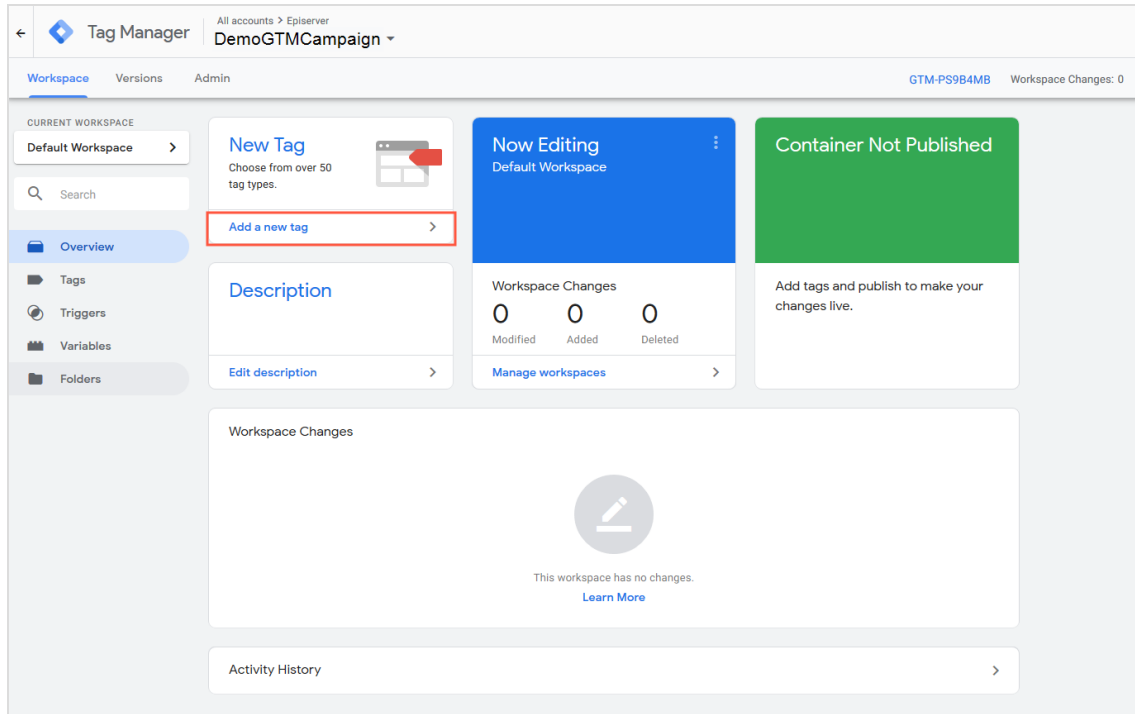 Tag Manager
All accounts > Episerver
DemoGTMCampaign
Workspace Versions Admin
GTM-PS9B4MB Workspace Changes: 0
CURRENT WORKSPACE
Default Workspace
Search
Overview
Tags
Triggers
Variables
Folders
New Tag
Choose from over 50
tag types.
Add a new tag
Description
Edit description
Now Editing
Default Workspace
Workspace Changes
0 0 0
Modified Added Deleted
Manage workspaces
Container Not Published
Add tags and publish to make your
changes live.
Workspace Changes
This workspace has no changes.
Learn More
Activity History